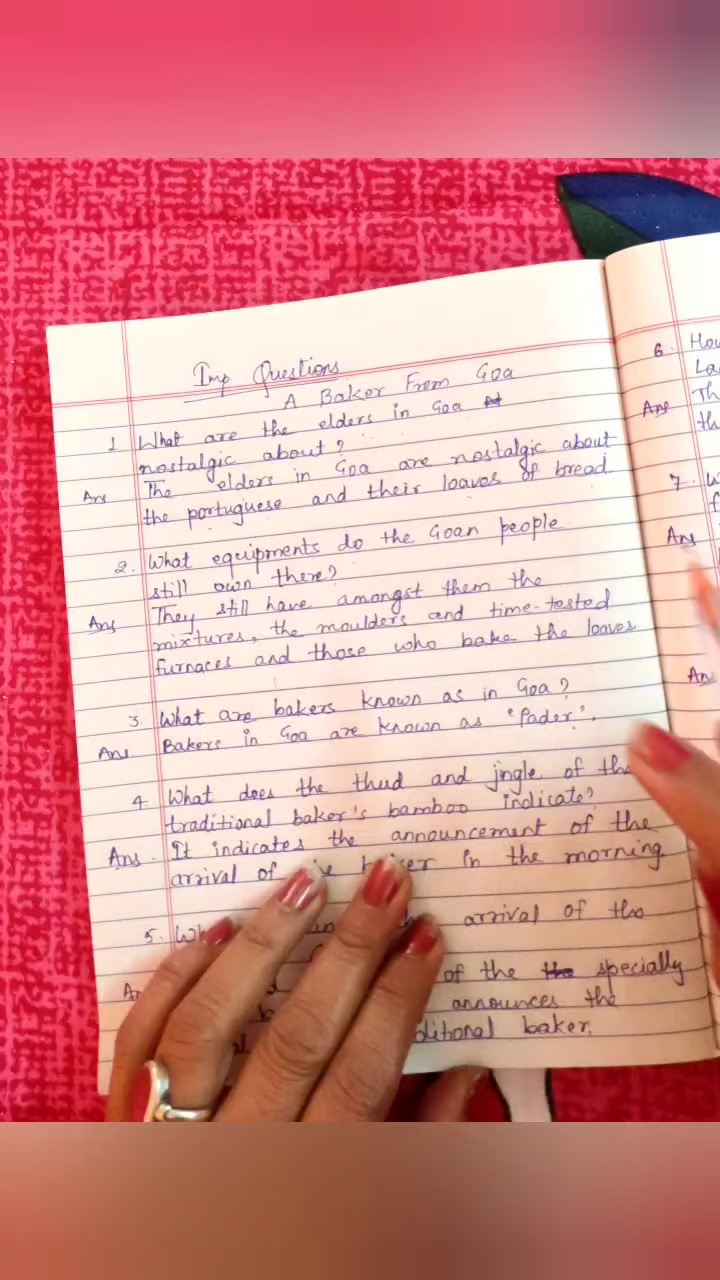 Imp Questions
A Baker From Goa
1 What are the elders in Goa
nostalgic about?
Ans The elders in Goa are nostalgic about
the portuguese and their loaves of bread
2. What equipments do the Goan people
still own there?
Ans They still have amongst them the
mixtures, the moulders and time-tested
furnaces and those who bake the loaves.
3. What are bakers known as in Goa?
Ans Bakers in Goa are known as 'Pader'.
4. What does the thud and jingle of the
traditional baker's bamboo indicate?
Ans. It indicates the announcement of the
arrival of baker in the morning.
5. arrival of the
of the the specially
announces the
baker.
6. How
Ans
7.
Ans
Ans